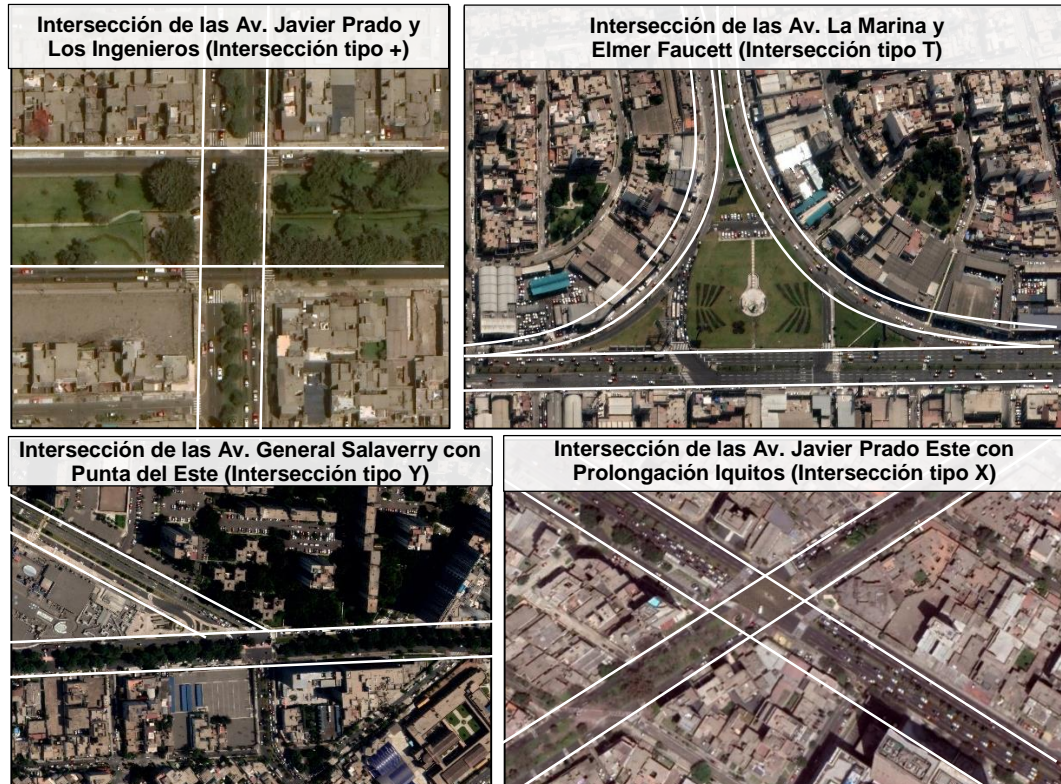 Intersección de las Av. Javier Prado y
Los Ingenieros (Intersección tipo +)
Intersección de las Av. La Marina y
Elmer Faucett (Intersección tipo T)
Intersección de las Av. General Salaverry con
Punta del Este (Intersección tipo Y)
Intersección de las Av. Javier Prado Este con
Prolongación Iquitos (Intersección tipo X)